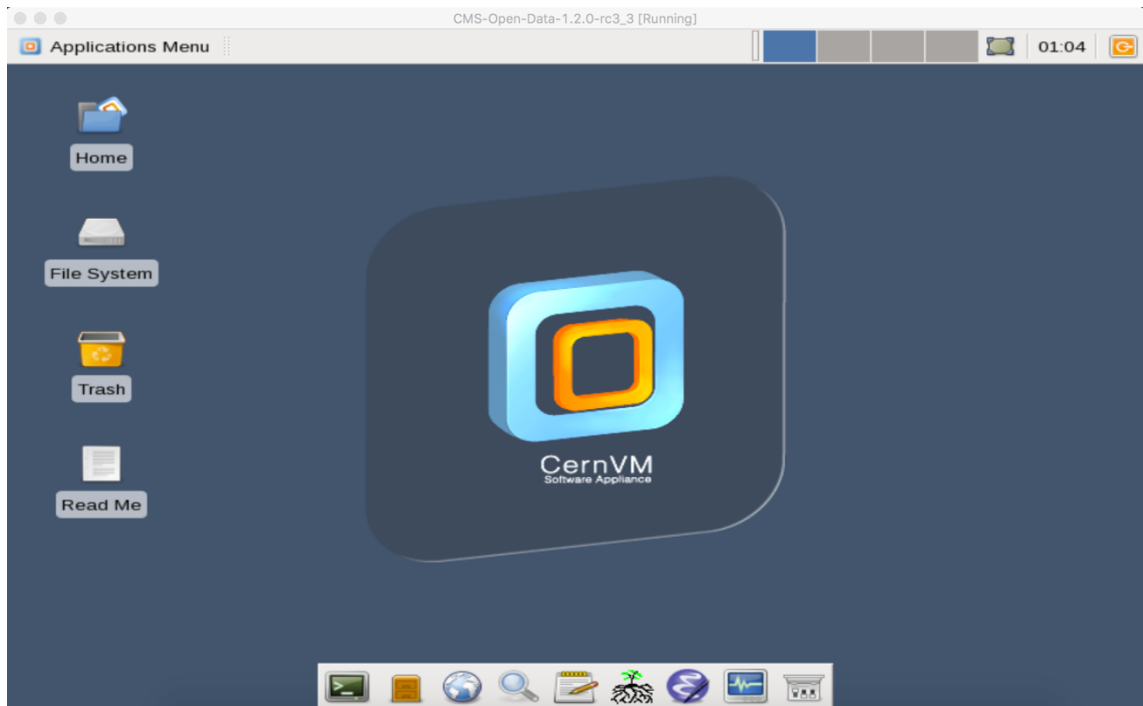 CMS-Open-Data-1.2.0-rc3_3 [Running]
Applications Menu
01:04
Home
File System
Trash
Read Me
CernVM
Software Appliance